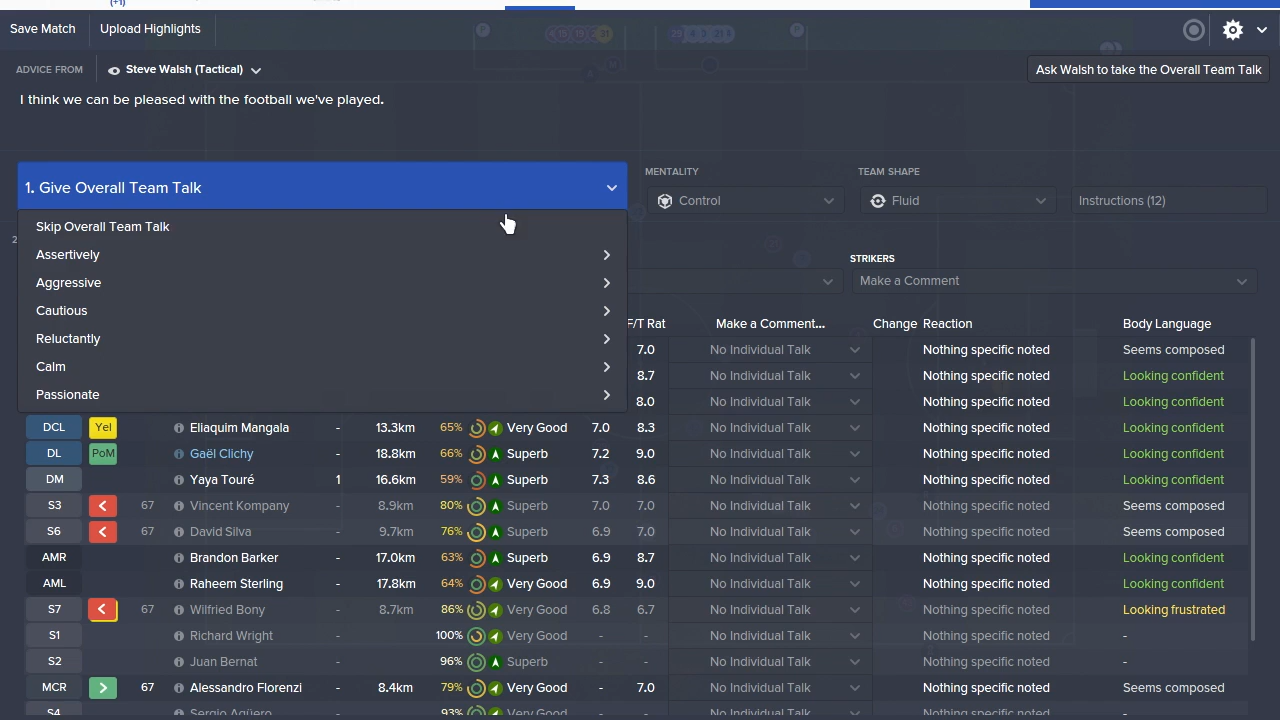 (+1)
Save Match Upload Highlights
ADVICE FROM Steve Walsh (Tactical) Ask Walsh to take the Overall Team Talk
I think we can be pleased with the football we've played.
MENTALITY TEAM SHAPE
1. Give Overall Team Talk Control Fluid Instructions (12)
Skip Overall Team Talk
2
Assertively STRIKERS
Aggressive Make a Comment
Cautious F/T Rat Make a Comment... Change Reaction Body Language
Reluctantly 7.0 No Individual Talk Nothing specific noted Seems composed
Calm 8.7 No Individual Talk Nothing specific noted Looking confident
Passionate 8.0 No Individual Talk Nothing specific noted Looking confident
DCL Yel Eliaquim Mangala - 13.3km 65% Very Good 7.0 8.3 No Individual Talk Nothing specific noted Looking confident
DL PoM Gaël Clichy - 18.8km 66% Superb 7.2 9.0 No Individual Talk Nothing specific noted Looking confident
DM Yaya Touré 1 16.6km 59% Superb 7.3 8.6 No Individual Talk Nothing specific noted Looking confident
S3 67 Vincent Kompany - 8.9km 80% Superb 7.0 7.0 No Individual Talk Nothing specific noted Seems composed
S6 67 David Silva - 9.7km 76% Superb 6.9 7.0 No Individual Talk Nothing specific noted Seems composed
AMR Brandon Barker - 17.0km 63% Superb 6.9 8.7 No Individual Talk Nothing specific noted Looking confident
AML Raheem Sterling - 17.8km 64% Very Good 6.9 9.0 No Individual Talk Nothing specific noted Looking confident
S7 67 Wilfried Bony - 8.7km 86% Very Good 6.8 6.7 No Individual Talk Nothing specific noted Looking frustrated
S1 Richard Wright - 100% Very Good - - No Individual Talk Nothing specific noted -
S2 Juan Bernat - 96% Superb - - No Individual Talk Nothing specific noted -
MCR 67 Alessandro Florenzi - 8.4km 79% Very Good - 7.0 No Individual Talk Nothing specific noted Seems composed
S4 Sergio Agüero - 93% Very Good - - No Individual Talk Nothing specific noted -